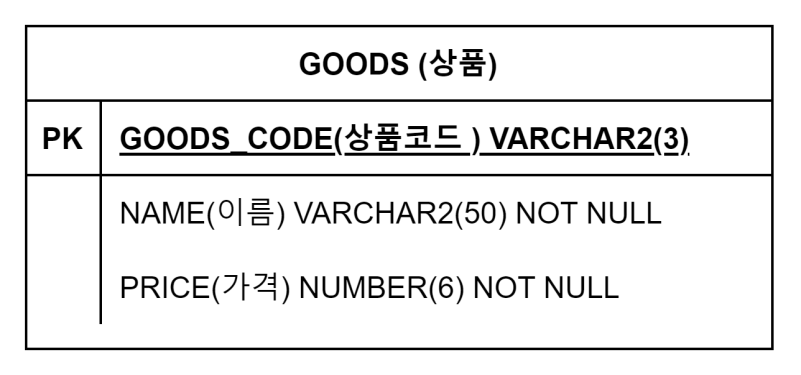 GOODS (상품)
PK GOODS_CODE(상품코드 ) VARCHAR2(3)
NAME(이름) VARCHAR2(50) NOT NULL
PRICE(가격) NUMBER(6) NOT NULL